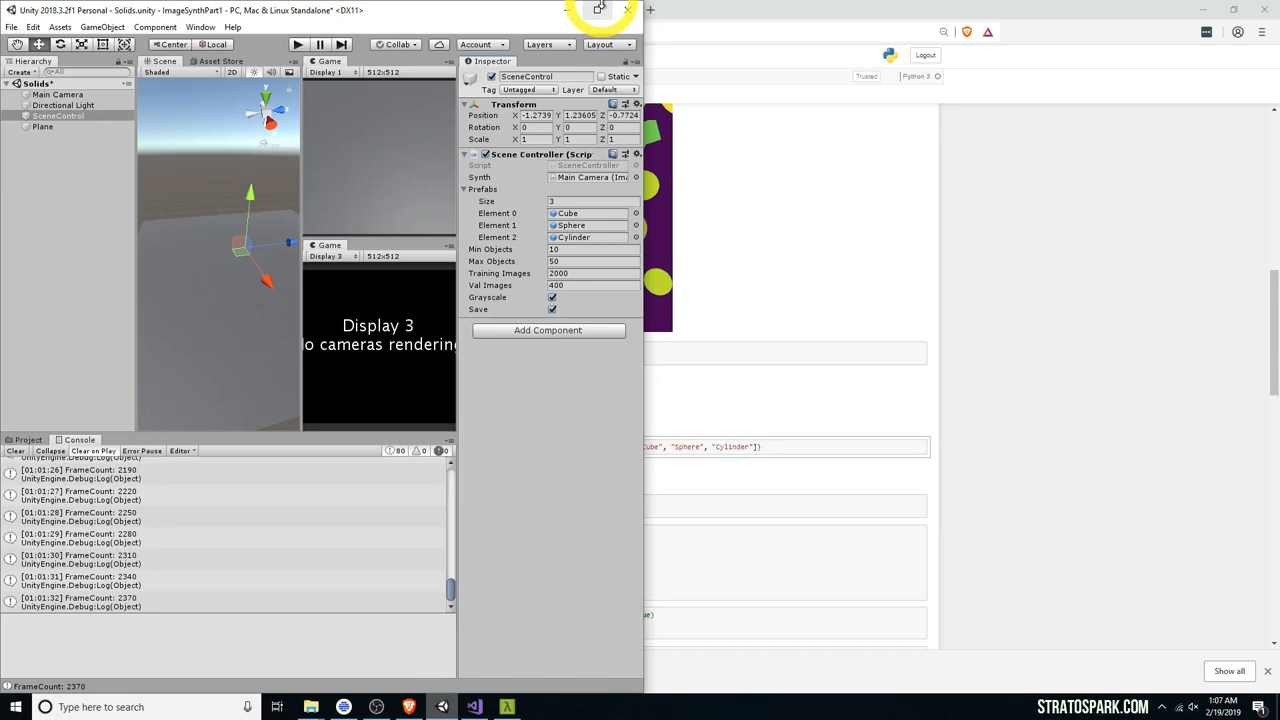 Unity 2018.3.2f1 Personal - Solids.unity - ImageSynthPart1 - PC, Mac & Linux Standalone* <DX11>
File Edit Assets GameObject Component Window Help
Center Local Collab Account Layers Layout
Hierarchy Scene Asset Store Game Inspector
Create All Shaded 2D Display 1 512x512 SceneControl Static
Solids*
Tag Untagged Layer Default
Main Camera
Directional Light
SceneControl
Plane
Transform
Position X -1.2739 Y 1.23605 Z -0.7724
Rotation X 0 Y 0 Z 0
Scale X 1 Y 1 Z 1
Scene Controller (Scrip
Script SceneController
Synth Main Camera (Ima
Prefabs
Size 3
Element 0 Cube
Element 1 Sphere
Element 2 Cylinder
Min Objects 10
Max Objects 50
Training Images 2000
Val Images 400
Grayscale
Save
Add Component
y
Game
Display 3 512x512
Display 3
lo cameras rendering
Project Console
Clear Collapse Clear on Play Error Pause Editor 80 0 0
UnityEngine.Debug:Log(Object)
[01:01:26] FrameCount: 2190
UnityEngine.Debug:Log(Object)
[01:01:27] FrameCount: 2220
UnityEngine.Debug:Log(Object)
[01:01:28] FrameCount: 2250
UnityEngine.Debug:Log(Object)
[01:01:29] FrameCount: 2280
UnityEngine.Debug:Log(Object)
[01:01:30] FrameCount: 2310
UnityEngine.Debug:Log(Object)
[01:01:31] FrameCount: 2340
UnityEngine.Debug:Log(Object)
[01:01:32] FrameCount: 2370
UnityEngine.Debug:Log(Object)
FrameCount: 2370
Logout
Trusted Python 3
Cube", "Sphere", "Cylinder"])
ue)
Show all
Type here to search
STRATOSPARK.COM
1:07 AM
2/19/2019